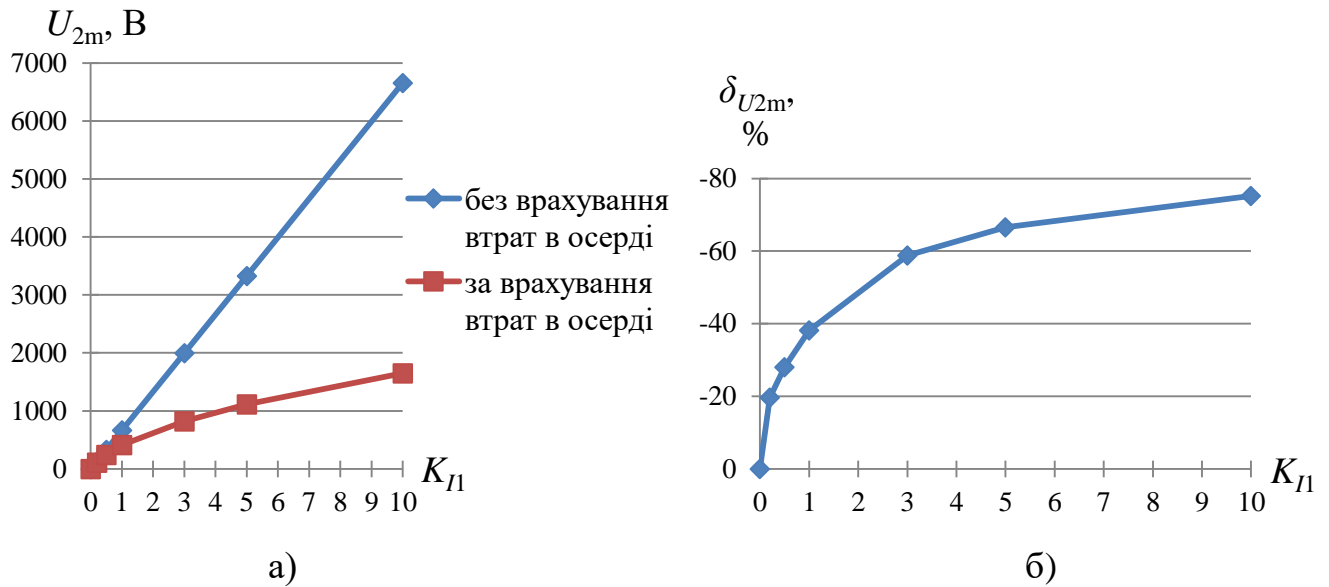 U2m, В
7000
6000
5000
4000
3000
2000
1000
0
0 1 2 3 4 5 6 7 8 9 10
KI1
без врахування
втрат в осерді
за врахування
втрат в осерді
а)
δU2m,
%
-80
-60
-40
-20
0
0 1 2 3 4 5 6 7 8 9 10
KI1
б)